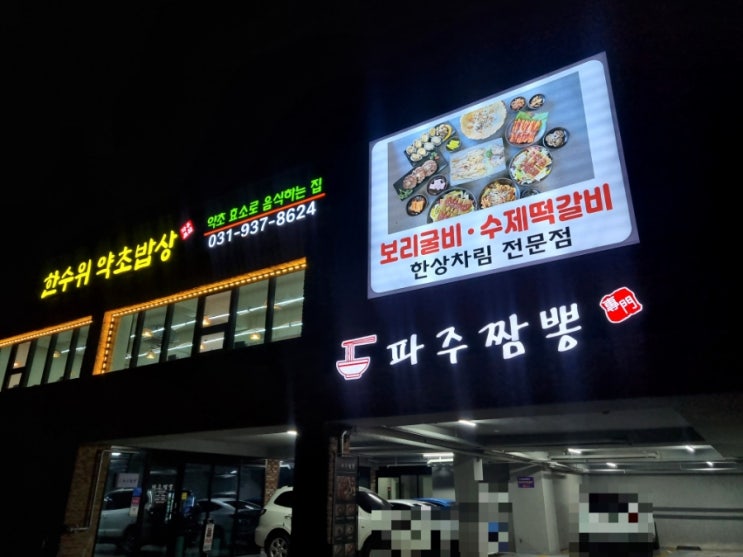 한수위 약초밥상
약초 효소로 음식하는 집
031-937-8624
보리굴비·수제떡갈비
한상차림 전문점
파주짬뽕
專門